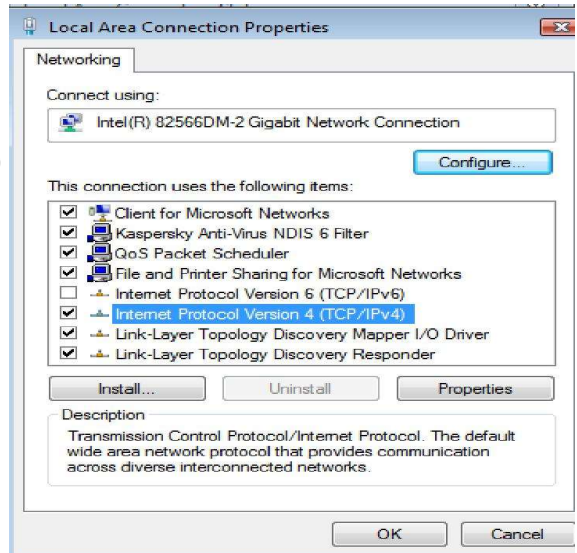 Local Area Connection Properties
Networking
Connect using:
Intel(R) 82566DM-2 Gigabit Network Connection
Configure...
This connection uses the following items:
Client for Microsoft Networks
Kaspersky Anti-Virus NDIS 6 Filter
QoS Packet Scheduler
File and Printer Sharing for Microsoft Networks
Internet Protocol Version 6 (TCP/IPv6)
Internet Protocol Version 4 (TCP/IPv4)
Link-Layer Topology Discovery Mapper I/O Driver
Link-Layer Topology Discovery Responder
Install... Uninstall Properties
Description
Transmission Control Protocol/Internet Protocol. The default
wide area network protocol that provides communication
across diverse interconnected networks.
OK Cancel